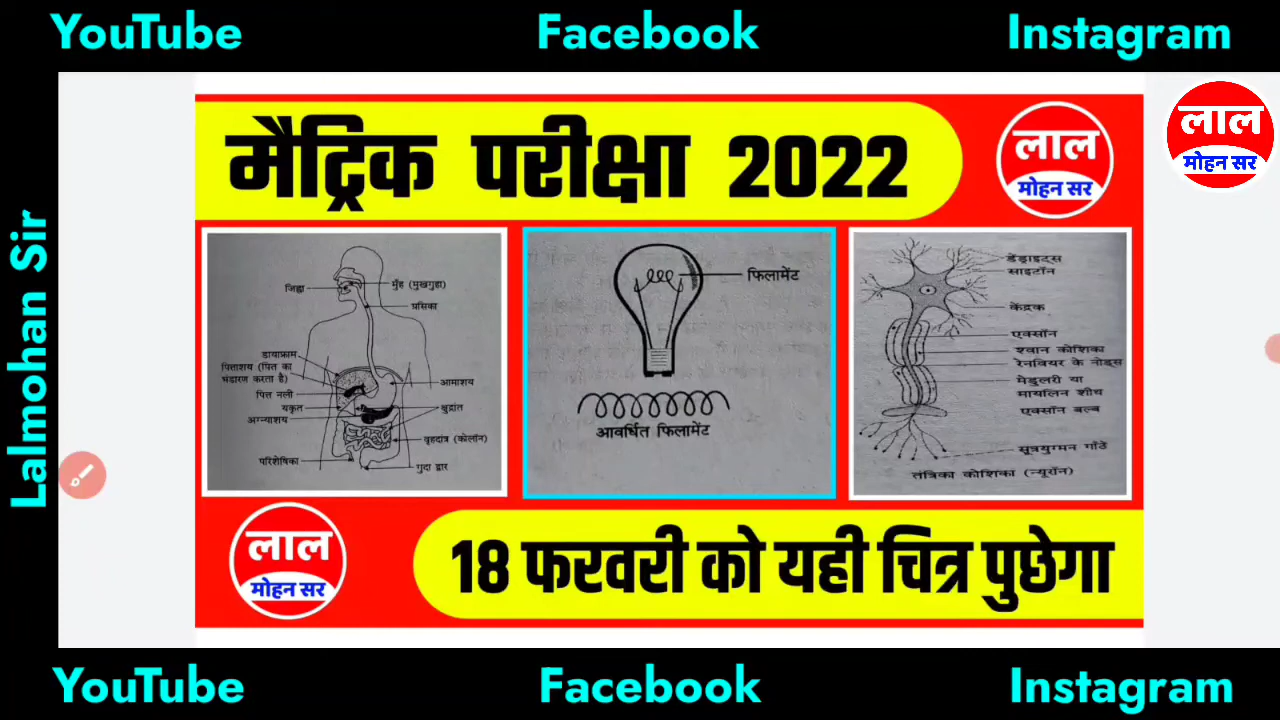 YouTube Facebook Instagram
Lalmohan Sir
लाल
मोहन सर
मैट्रिक परीक्षा 2022
लाल
मोहन सर
जिह्वा
मुँह (मुखगुहा)
ग्रसिका
डायाफ्राम
पित्ताशय (पित्त का
भंडारण करता है)
पित्त नली
यकृत
अग्न्याशय
परिशेषिका
आमाशय
क्षुद्रांत
वृहदांत्र (कोलॉन)
गुदा द्वार
फिलामेंट
आवर्धित फिलामेंट
डेंड्राइट्स
साइटॉन
केंद्रक
एक्सॉन
श्वान कोशिका
रेनवियर के नोड्स
मेडुलरी या
मायलिन शीथ
एक्सॉन बल्ब
सूत्रयुग्मन गाँठें
तंत्रिका कोशिका (न्यूरॉन)
लाल
मोहन सर
18 फरवरी को यही चित्र पुछेगा
YouTube Facebook Instagram